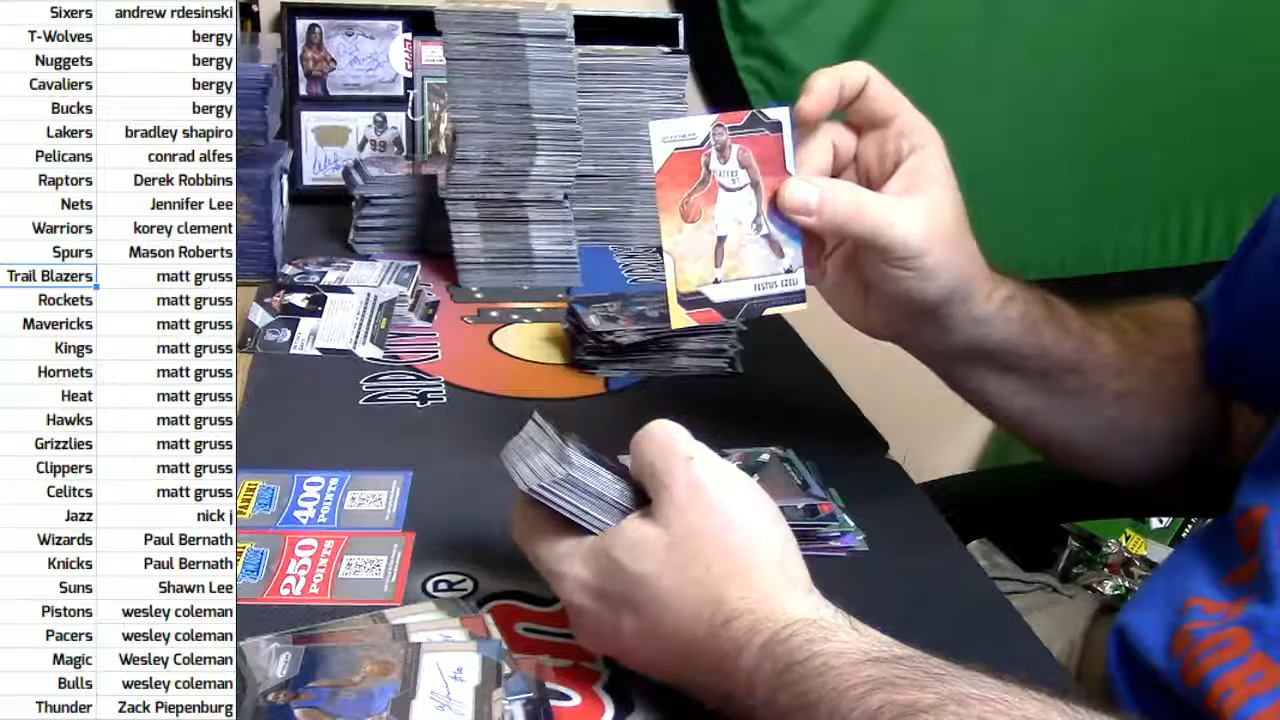 Sixers andrew rdesinski
T-Wolves bergy
Nuggets bergy
Cavaliers bergy
Bucks bergy
Lakers bradley shapiro
Pelicans conrad alfes
Raptors Derek Robbins
Nets Jennifer Lee
Warriors korey clement
Spurs Mason Roberts
Trail Blazers matt gruss
Rockets matt gruss
Mavericks matt gruss
Kings matt gruss
Hornets matt gruss
Heat matt gruss
Hawks matt gruss
Grizzlies matt gruss
Clippers matt gruss
Celitcs matt gruss
Jazz nick j
Wizards Paul Bernath
Knicks Paul Bernath
Suns Shawn Lee
Pistons wesley coleman
Pacers wesley coleman
Magic Wesley Coleman
Bulls wesley coleman
Thunder Zack Piepenburg
99
FESTUS EZELI
RIP CITY
PANINI
400
POINTS
250
POINTS
®